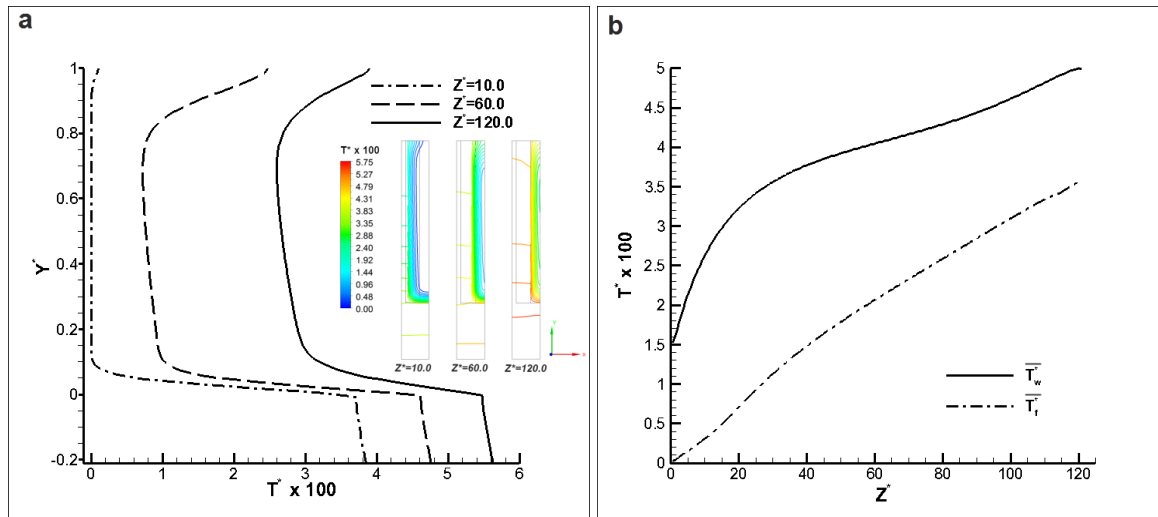 a
Z*=10.0
Z*=60.0
Z*=120.0
T* x 100
5.75
5.27
4.79
4.31
3.83
3.35
2.88
2.40
1.92
1.44
0.96
0.48
0.00
Z*=10.0 Z*=60.0 Z*=120.0
Y
X
1
0.8
0.6
0.4
0.2
0
-0.2
Y*
0 1 2 3 4 5 6
T* x 100
b
5
4.5
4
3.5
3
2.5
2
1.5
1
0.5
0
T* x 100
T*w
T*f
0 20 40 60 80 100 120
Z*